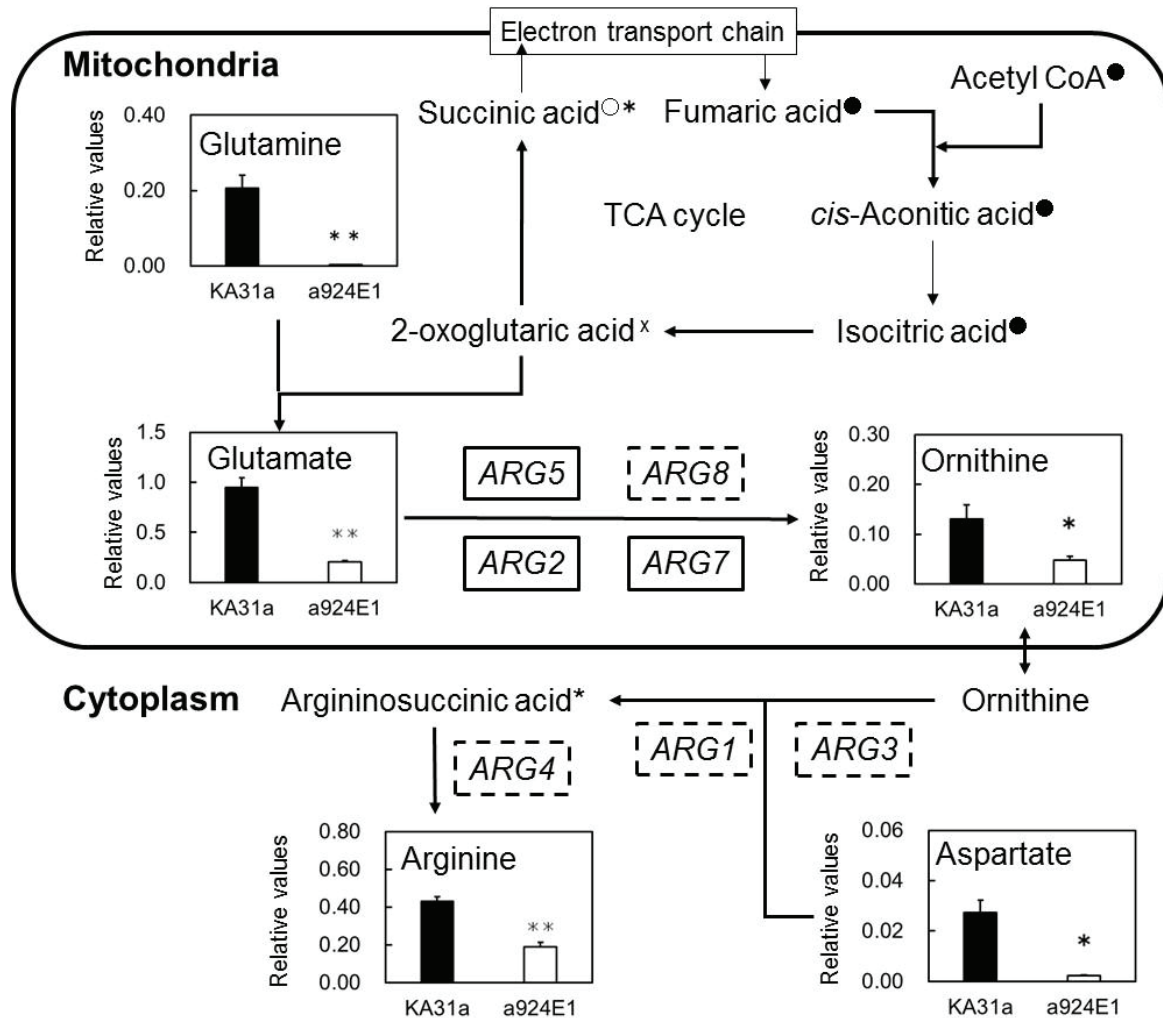 Electron transport chain
Mitochondria
Acetyl CoA●
Succinic acid○*
Fumaric acid●
Relative values
0.40
0.20
0.00
Glutamine
**
KA31a
a924E1
TCA cycle
cis-Aconitic acid●
2-oxoglutaric acid x
Isocitric acid●
Relative values
1.5
1.0
0.5
0.0
Glutamate
**
KA31a
a924E1
ARG5
ARG8
ARG2
ARG7
Relative values
0.30
0.20
0.10
0.00
Ornithine
*
KA31a
a924E1
Cytoplasm
Argininosuccinic acid*
Ornithine
ARG4
ARG1
ARG3
Relative values
0.80
0.60
0.40
0.20
0.00
Arginine
**
KA31a
a924E1
Relative values
0.06
0.04
0.02
0.00
Aspartate
*
KA31a
a924E1